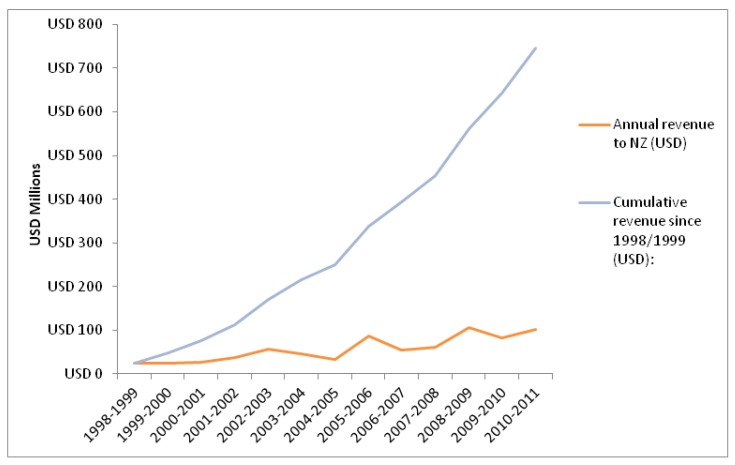 USD 800
USD 700
USD 600
USD 500
USD 400
USD 300
USD 200
USD 100
USD 0
USD Millions
1998-1999
1999-2000
2000-2001
2001-2002
2002-2003
2003-2004
2004-2005
2005-2006
2006-2007
2007-2008
2008-2009
2009-2010
2010-2011
Annual revenue
to NZ (USD)
Cumulative
revenue since
1998/1999
(USD):